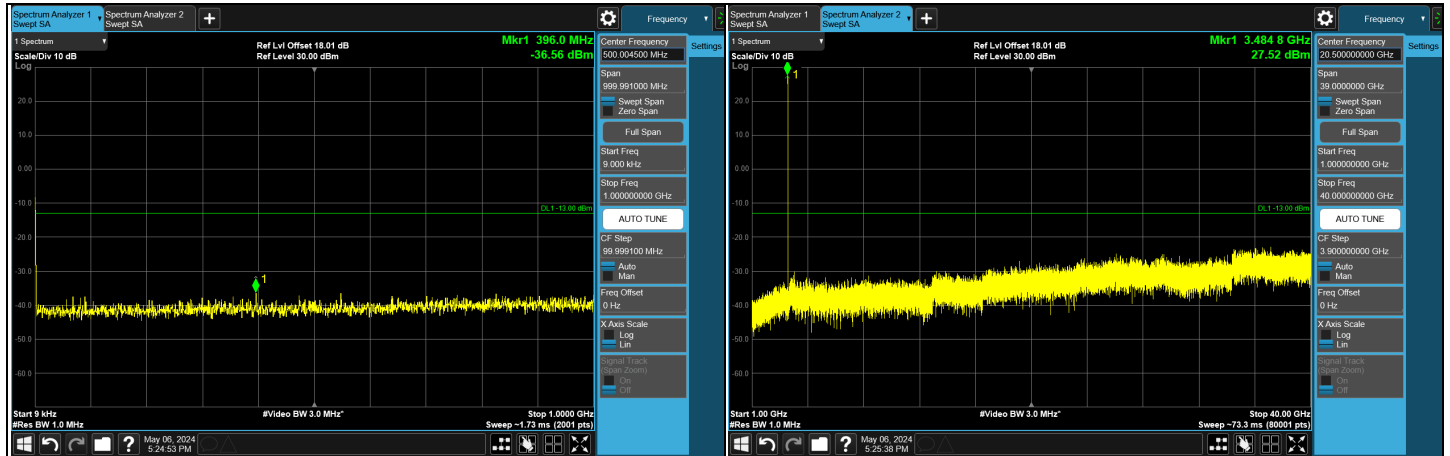 Spectrum Analyzer 1
Swept SA
Spectrum Analyzer 2
Swept SA
Frequency
1 Spectrum
Scale/Div 10 dB
Log
Ref Lvl Offset 18.01 dB
Ref Level 30.00 dBm
Mkr1 396.0 MHz
-36.56 dBm
1
20.0
10.0
0.00
-10.0
-20.0
-30.0
-40.0
-50.0
-60.0
DL1 -13.00 dBm
Start 9 kHz
#Res BW 1.0 MHz
#Video BW 3.0 MHz*
Stop 1.0000 GHz
Sweep ~1.73 ms (2001 pts)
Center Frequency
500.004500 MHz
Settings
Span
999.991000 MHz
Swept Span
Zero Span
Full Span
Start Freq
9.000 kHz
Stop Freq
1.000000000 GHz
AUTO TUNE
CF Step
99.999100 MHz
Auto
Man
Freq Offset
0 Hz
X Axis Scale
Log
Lin
Signal Track
(Span Zoom)
On
Off
?
May 06, 2024
5:24:53 PM
Spectrum Analyzer 1
Swept SA
Spectrum Analyzer 2
Swept SA
Frequency
1 Spectrum
Scale/Div 10 dB
Log
Ref Lvl Offset 18.01 dB
Ref Level 30.00 dBm
Mkr1 3.484 8 GHz
27.52 dBm
1
20.0
10.0
0.00
-10.0
-20.0
-30.0
-40.0
-50.0
-60.0
DL1 -13.00 dBm
Start 1.00 GHz
#Res BW 1.0 MHz
#Video BW 3.0 MHz*
Stop 40.00 GHz
Sweep ~73.3 ms (80001 pts)
Center Frequency
20.500000000 GHz
Settings
Span
39.0000000 GHz
Swept Span
Zero Span
Full Span
Start Freq
1.000000000 GHz
Stop Freq
40.000000000 GHz
AUTO TUNE
CF Step
3.900000000 GHz
Auto
Man
Freq Offset
0 Hz
X Axis Scale
Log
Lin
Signal Track
(Span Zoom)
On
Off
?
May 06, 2024
5:25:38 PM